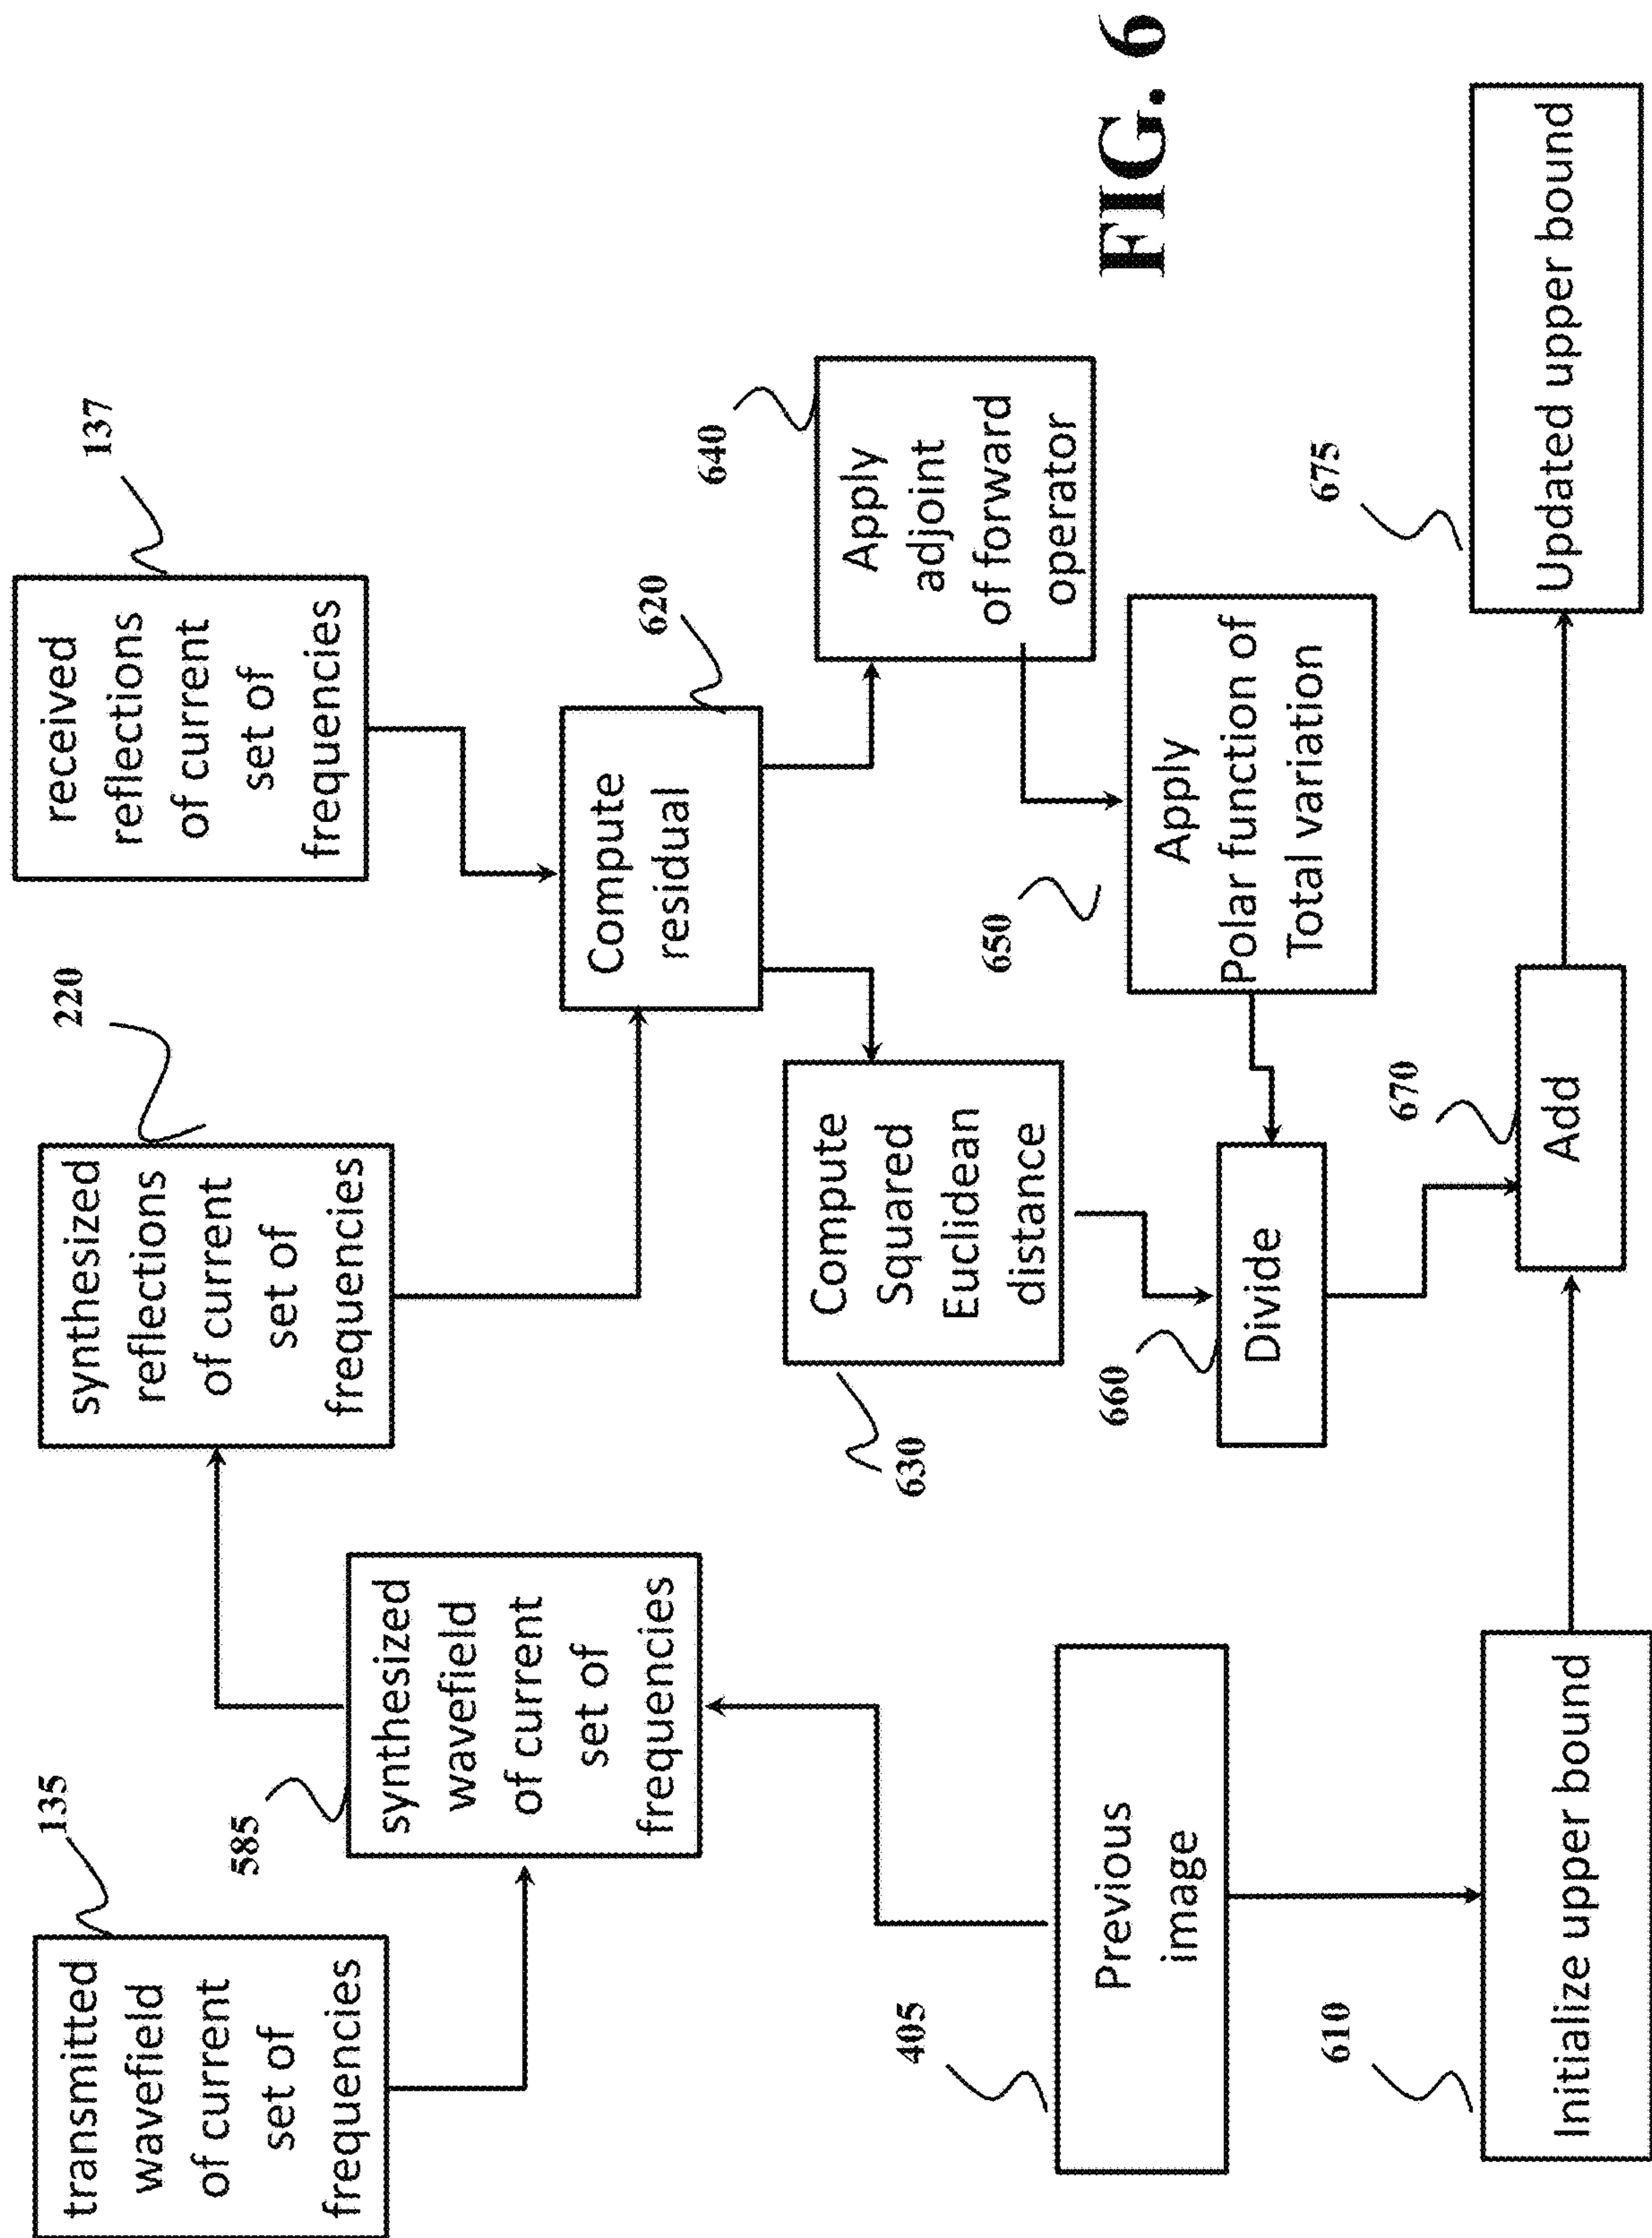 135
transmitted
wavefield
of current
set of
frequencies
585
synthesized
wavefield
of current
set of
frequencies
220
synthesized
reflections
of current
set of
frequencies
137
received
reflections
of current
set of
frequencies
620
Compute
residual
630
Compute
Squared
Euclidean
distance
640
Apply
adjoint
of forward
operator
650
Apply
Polar function of
Total variation
660
Divide
405
Previous
image
610
Initialize upper bound
670
Add
675
Updated upper bound
FIG. 6